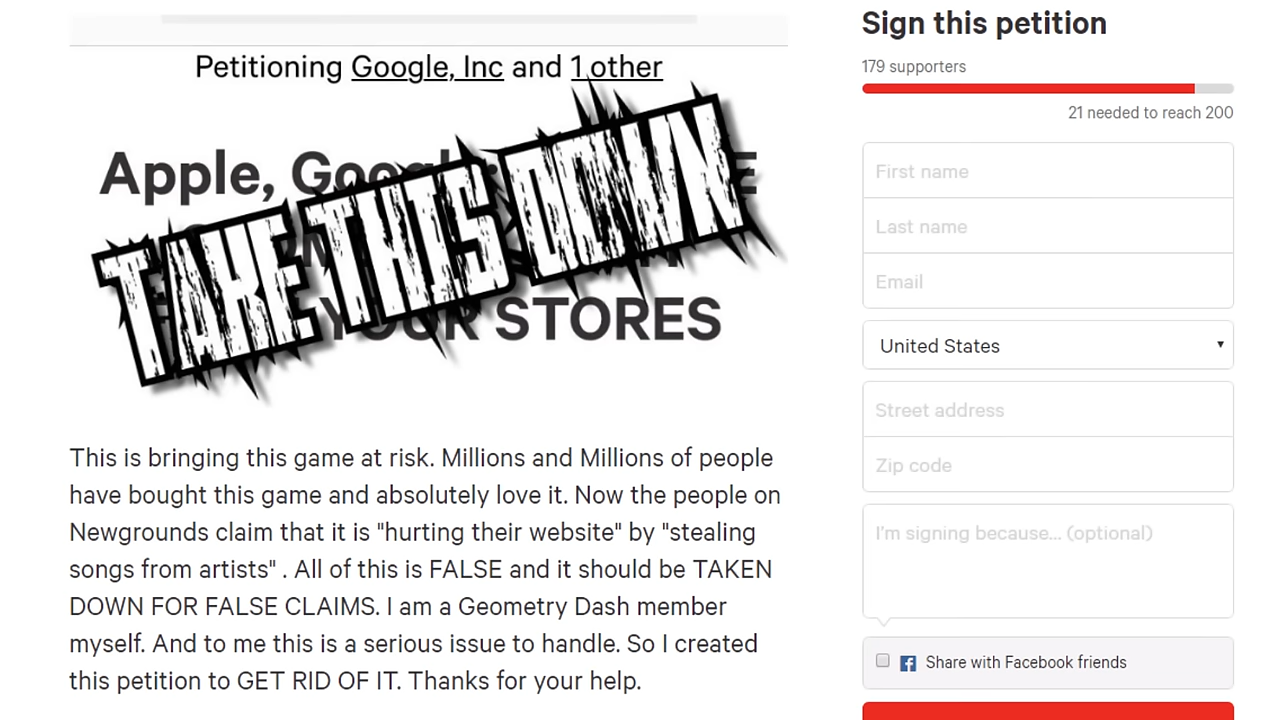 Petitioning Google, Inc and 1 other
Apple,
TAKE THIS DOWN
YOUR STORES
This is bringing this game at risk. Millions and Millions of people
have bought this game and absolutely love it. Now the people on
Newgrounds claim that it is "hurting their website" by "stealing
songs from artists" . All of this is FALSE and it should be TAKEN
DOWN FOR FALSE CLAIMS. I am a Geometry Dash member
myself. And to me this is a serious issue to handle. So I created
this petition to GET RID OF IT. Thanks for your help.
Sign this petition
179 supporters
21 needed to reach 200
First name
Last name
Email
United States
Street address
Zip code
I'm signing because... (optional)
Share with Facebook friends